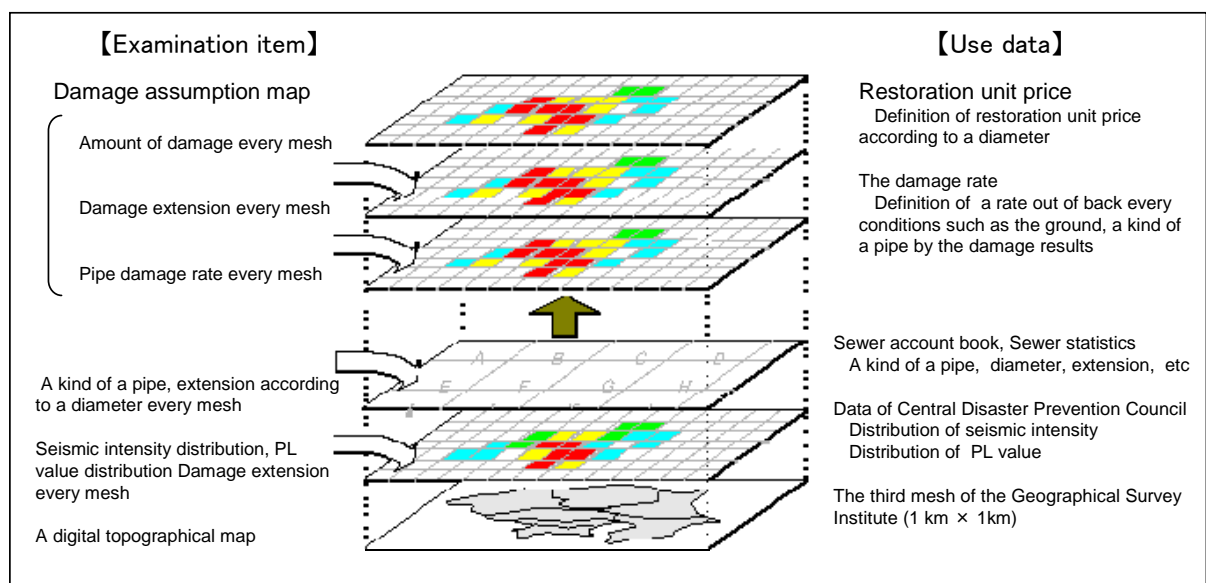 【Examination item】
Damage assumption map
Amount of damage every mesh
Damage extension every mesh
Pipe damage rate every mesh
A kind of a pipe, extension according
to a diameter every mesh
Seismic intensity distribution, PL
value distribution Damage extension
every mesh
A digital topographical map
A B C D
E F G H
【Use data】
Restoration unit price
Definition of restoration unit price
according to a diameter
The damage rate
Definition of a rate out of back every
conditions such as the ground, a kind of
a pipe by the damage results
Sewer account book, Sewer statistics
A kind of a pipe, diameter, extension, etc
Data of Central Disaster Prevention Council
Distribution of seismic intensity
Distribution of PL value
The third mesh of the Geographical Survey
Institute (1 km × 1km)